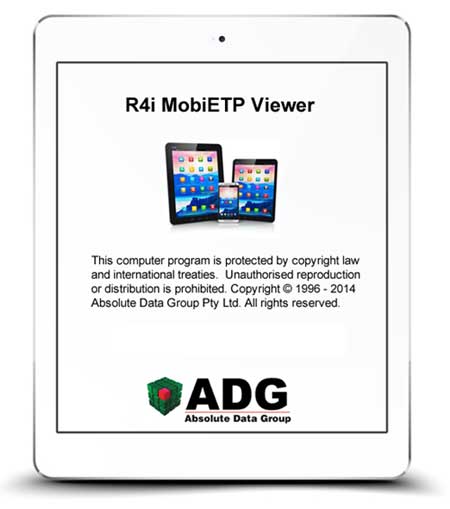 R4i MobiETP Viewer
This computer program is protected by copyright law
and international treaties. Unauthorised reproduction
or distribution is prohibited. Copyright © 1996 - 2014
Absolute Data Group Pty Ltd. All rights reserved.
ADG
Absolute Data Group